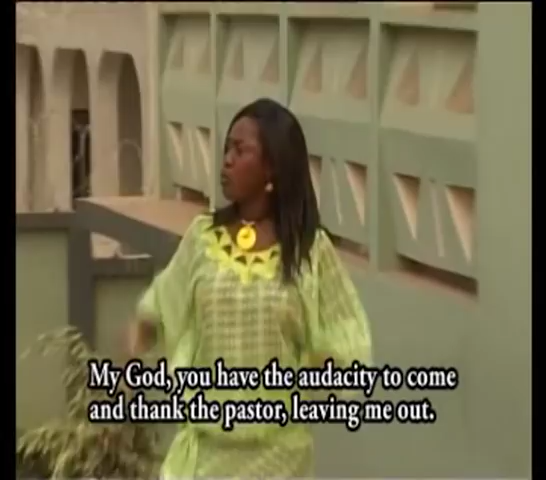 My God, you have the audacity to come
and thank the pastor, leaving me out.